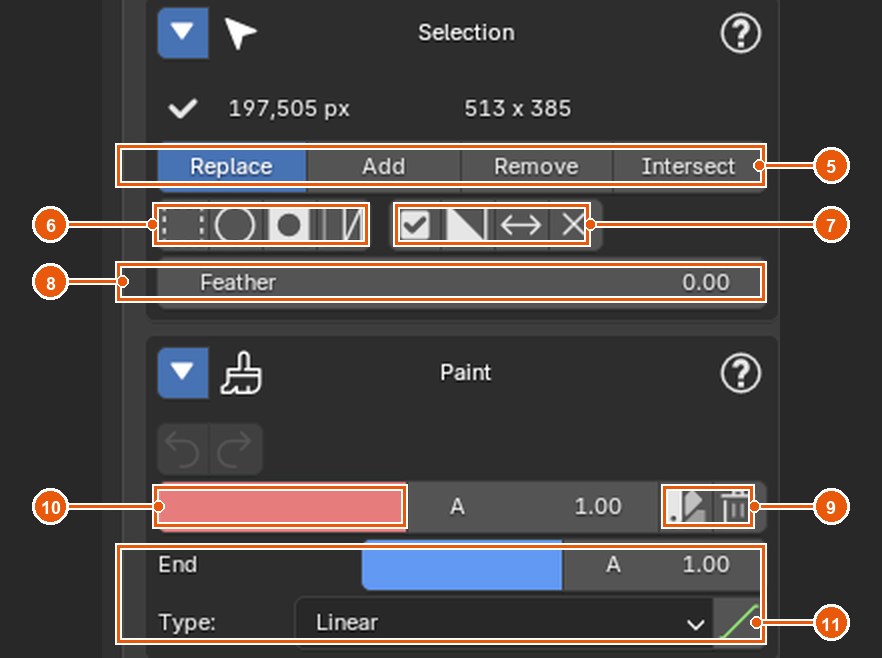 Selection
197,505 px 513 x 385
Replace Add Remove Intersect 5
6 7
8 Feather 0.00
Paint
10 A 1.00 9
End A 1.00
Type: Linear 11